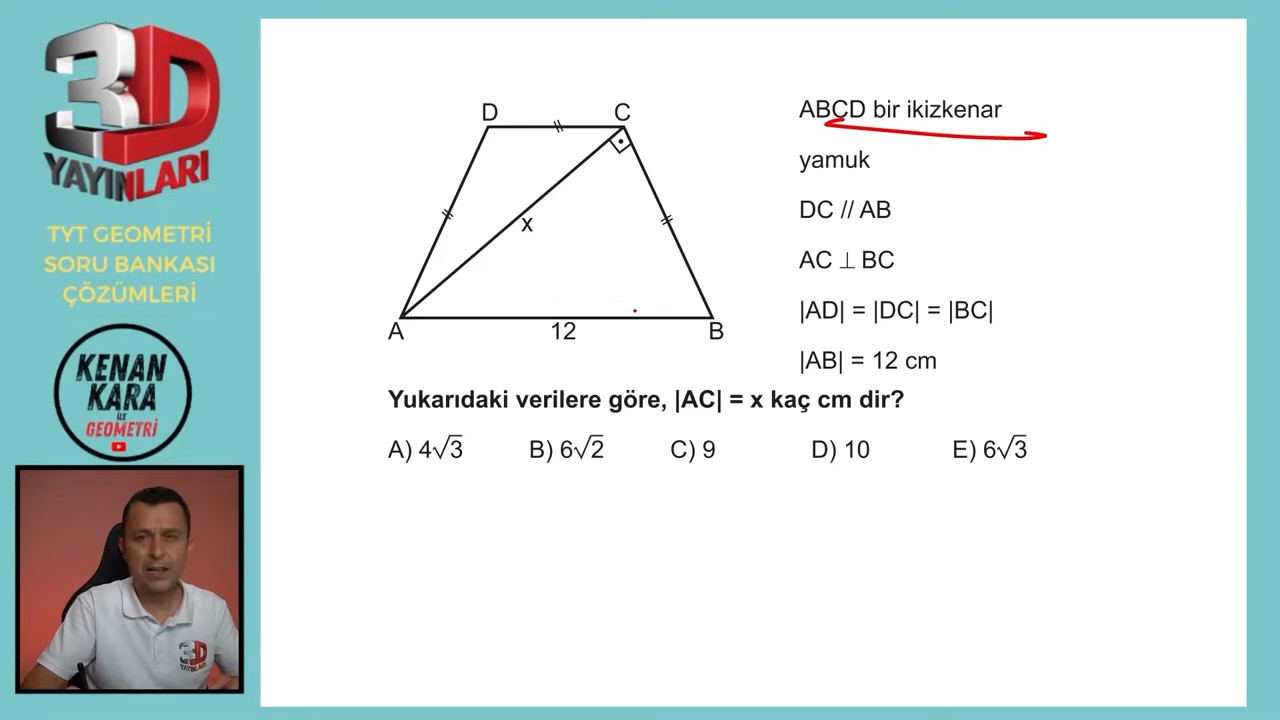 3D
YAYINLARI
TYT GEOMETRİ
SORU BANKASI
ÇÖZÜMLERİ
KENAN
KARA
İLE
GEOMETRİ
3D
YAYINLARI
D
C
x
A
12
B
ABCD bir ikizkenar
yamuk
DC // AB
AC ⊥ BC
|AD| = |DC| = |BC|
|AB| = 12 cm
Yukarıdaki verilere göre, |AC| = x kaç cm dir?
A) 4√3 B) 6√2 C) 9 D) 10 E) 6√3